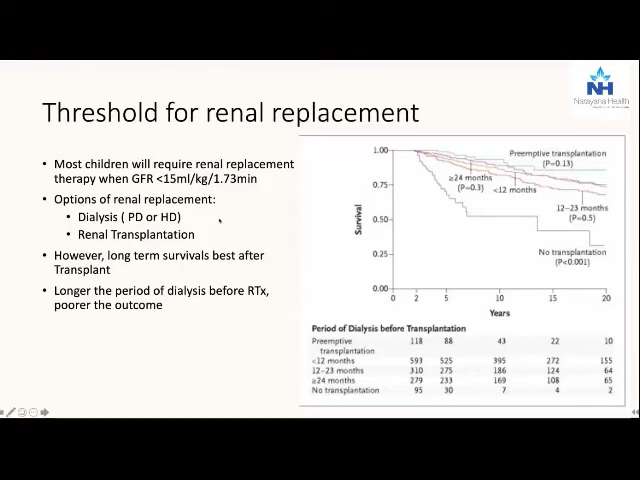 NH
Narayana Health
Threshold for renal replacement
• Most children will require renal replacement
therapy when GFR <15ml/kg/1.73min
• Options of renal replacement:
• Dialysis ( PD or HD)
• Renal Transplantation
• However, long term survivals best after
Transplant
• Longer the period of dialysis before RTx,
poorer the outcome
1.00
0.75
0.50
0.25
0.00
Survival
Preemptive transplantation
(P=0.13)
≥24 months
(P=0.3)
<12 months
12–23 months
(P=0.5)
No transplantation
(P<0.001)
0 2 5 10 15 20
Years
Period of Dialysis before Transplantation
Preemptive 118 88 43 22 10
transplantation
<12 months 593 525 395 272 155
12–23 months 310 275 186 124 64
≥24 months 279 233 169 108 65
No transplantation 95 30 7 4 2